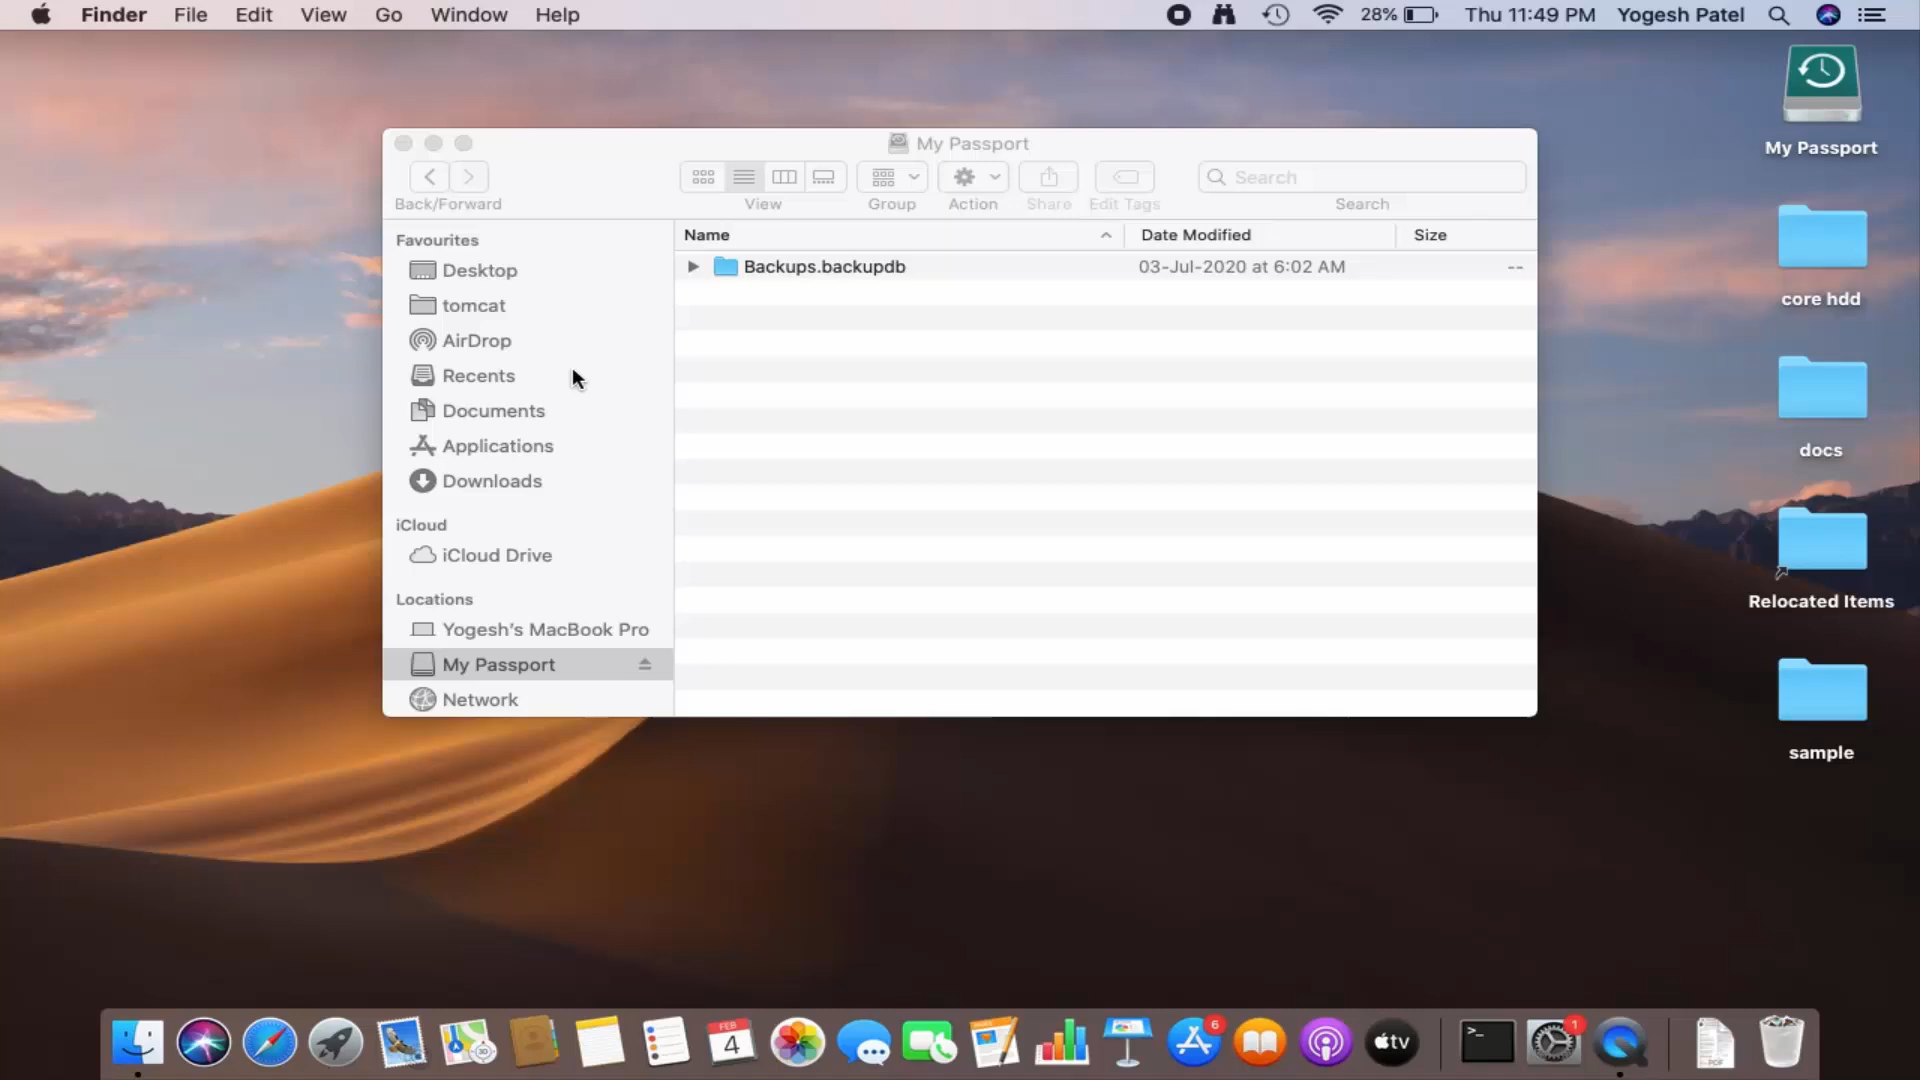 Finder File Edit View Go Window Help 28% Thu 11:49 PM Yogesh Patel
My Passport
Back/Forward View Group Action Share Edit Tags Search
Search
Favourites
Desktop
tomcat
AirDrop
Recents
Documents
Applications
Downloads
iCloud
iCloud Drive
Locations
Yogesh's MacBook Pro
My Passport
Network
Name Date Modified Size
Backups.backupdb 03-Jul-2020 at 6:02 AM --
My Passport
core hdd
docs
Relocated Items
sample
FEB
4
6
tv
>_
1
PDF